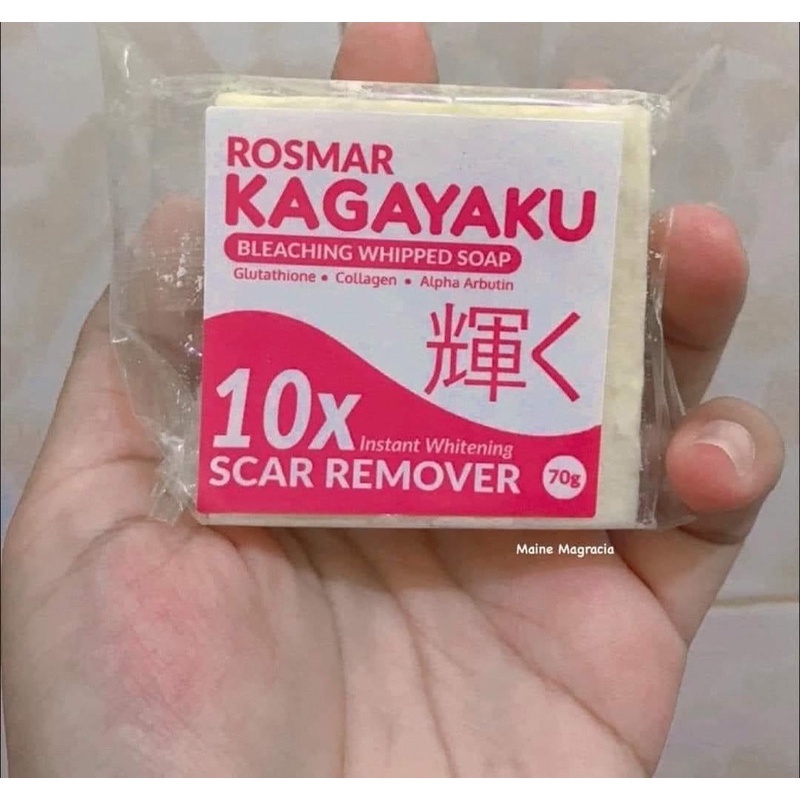 ROSMAR
KAGAYAKU
BLEACHING WHIPPED SOAP
Glutathione • Collagen • Alpha Arbutin
輝く
10x Instant Whitening
SCAR REMOVER 70g
Maine Magracia